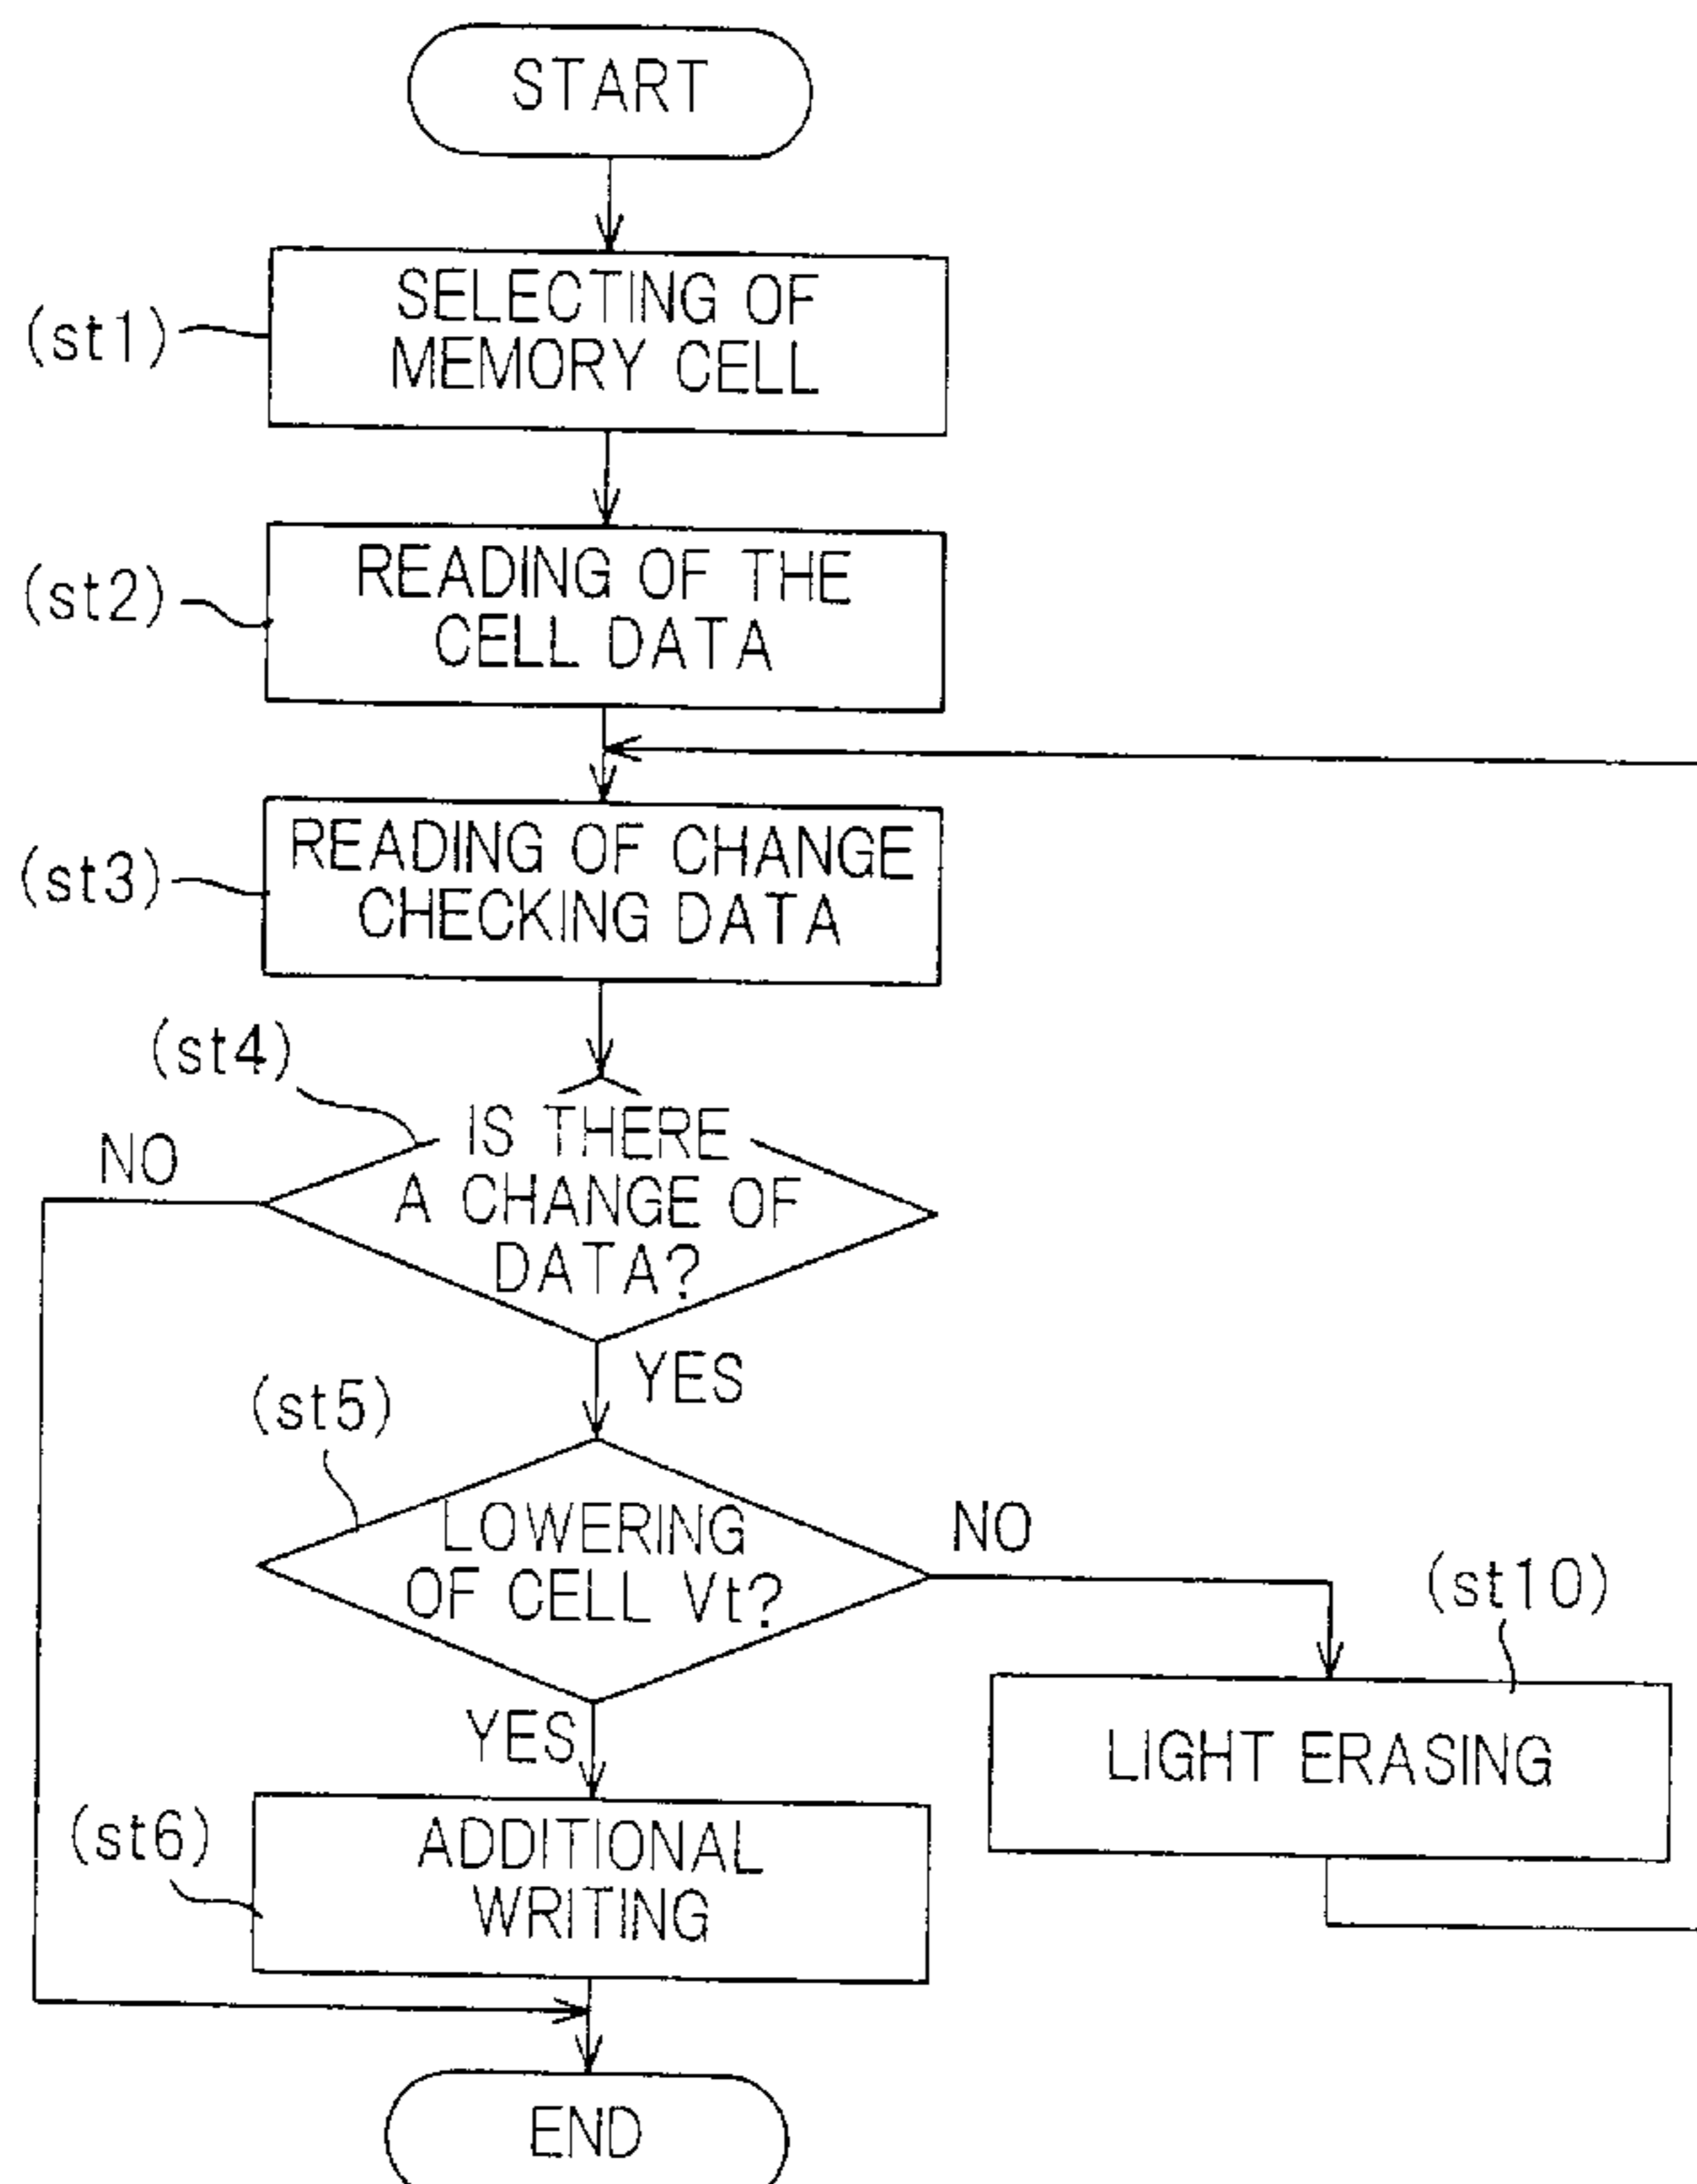 START
(st1)
SELECTING OF
MEMORY CELL
(st2)
READING OF THE
CELL DATA
(st3)
READING OF CHANGE
CHECKING DATA
(st4)
NO
IS THERE
A CHANGE OF
DATA?
YES
(st5)
LOWERING
OF CELL Vt?
NO
(st10)
YES
LIGHT ERASING
(st6)
ADDITIONAL
WRITING
END